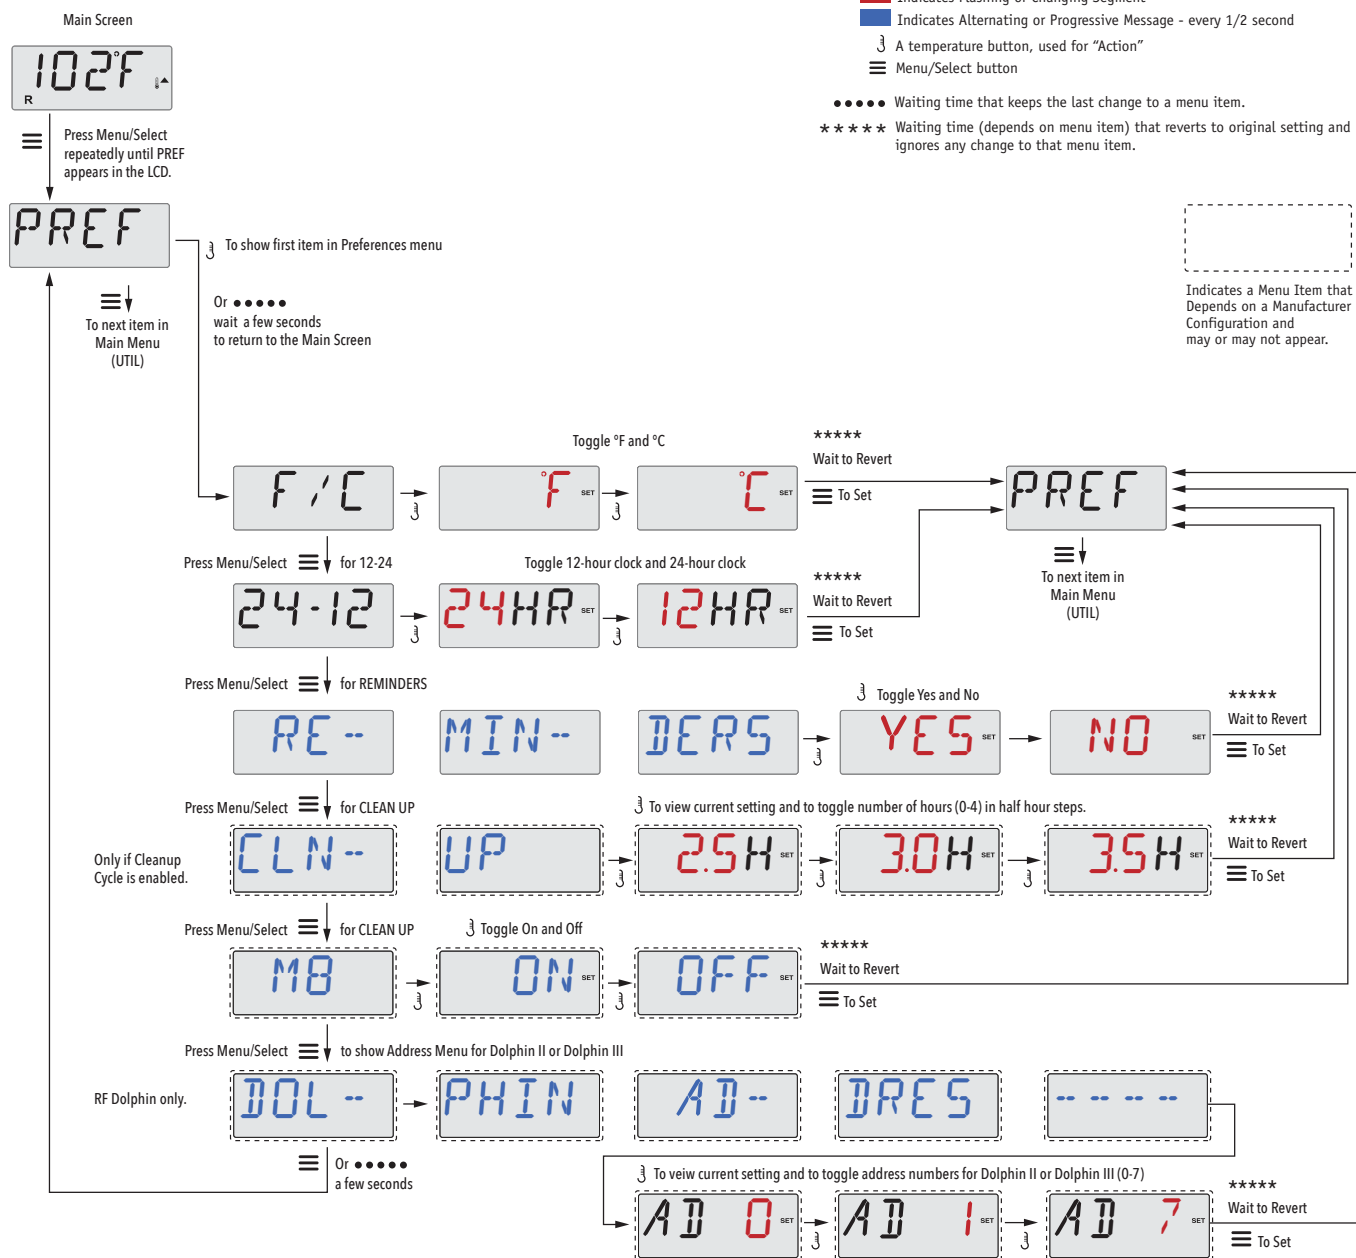 Indicates Flashing or Changing Segment
Main Screen
Indicates Alternating or Progressive Message - every 1/2 second
A temperature button, used for “Action”
Menu/Select button
102°F
R
Waiting time that keeps the last change to a menu item.
***** Waiting time (depends on menu item) that reverts to original setting and
ignores any change to that menu item.
Press Menu/Select
repeatedly until PREF
appears in the LCD.
PREF
To show first item in Preferences menu
Or •••••
wait a few seconds
to return to the Main Screen
To next item in
Main Menu
(UTIL)
Indicates a Menu Item that
Depends on a Manufacturer
Configuration and
may or may not appear.
Toggle °F and °C
*****
Wait to Revert
To Set
F/C
°F SET
°C SET
PREF
To next item in
Main Menu
(UTIL)
Press Menu/Select for 12-24
Toggle 12-hour clock and 24-hour clock
*****
Wait to Revert
To Set
24-12
24HR SET
12HR SET
Press Menu/Select for REMINDERS
Toggle Yes and No
*****
Wait to Revert
To Set
RE-
MIN-
DERS
YES SET
NO SET
Press Menu/Select for CLEAN UP
To view current setting and to toggle number of hours (0-4) in half hour steps.
*****
Wait to Revert
To Set
Only if Cleanup
Cycle is enabled.
CLN-
UP
2.5H SET
3.0H SET
3.5H SET
Press Menu/Select for CLEAN UP
Toggle On and Off
*****
Wait to Revert
To Set
M8
ON SET
OFF SET
Press Menu/Select to show Address Menu for Dolphin II or Dolphin III
RF Dolphin only.
DOL-
PHIN
AD-
DRES
----
Or •••••
a few seconds
To veiw current setting and to toggle address numbers for Dolphin II or Dolphin III (0-7)
*****
Wait to Revert
To Set
AD 0 SET
AD 1 SET
AD 7 SET